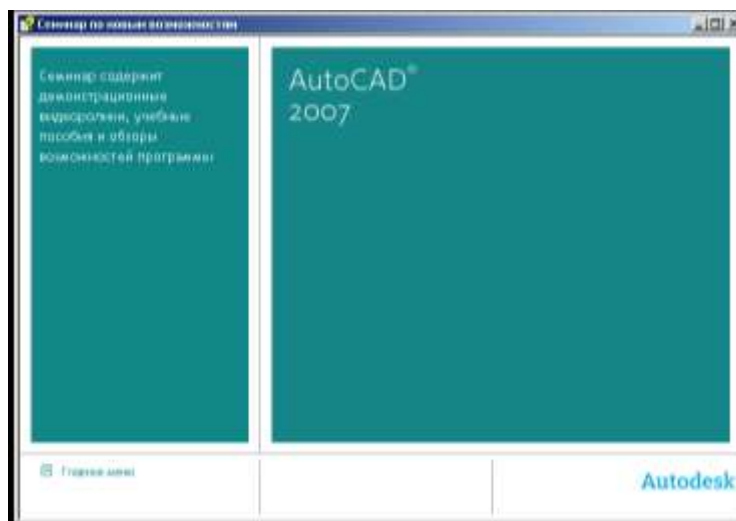 Семинар по новым возможностям
Семинар содержит
демонстрационные
видеоролики, учебные
пособия и обзоры
возможностей программы
AutoCAD®
2007
Главное меню
Autodesk